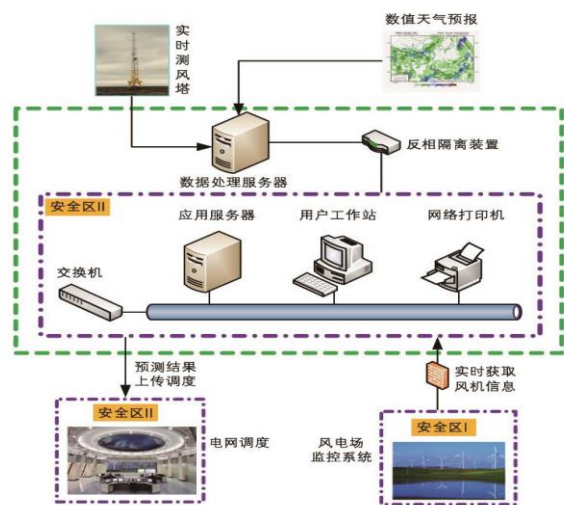 实时测风塔
数值天气预报
反相隔离装置
数据处理服务器
安全区II
应用服务器
用户工作站
网络打印机
交换机
预测结果
上传调度
实时获取
风机信息
安全区II
电网调度
风电场
监控系统
安全区I